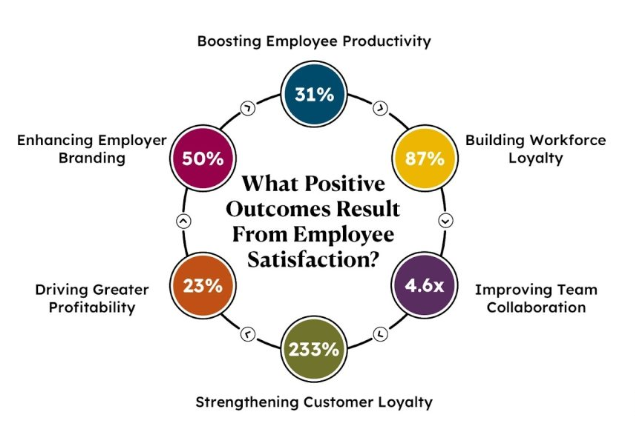 Boosting Employee Productivity
31%
Enhancing Employer
Branding
50%
87%
Building Workforce
Loyalty
What Positive
Outcomes Result
From Employee
Satisfaction?
Driving Greater
Profitability
23%
4.6x
Improving Team
Collaboration
233%
Strengthening Customer Loyalty